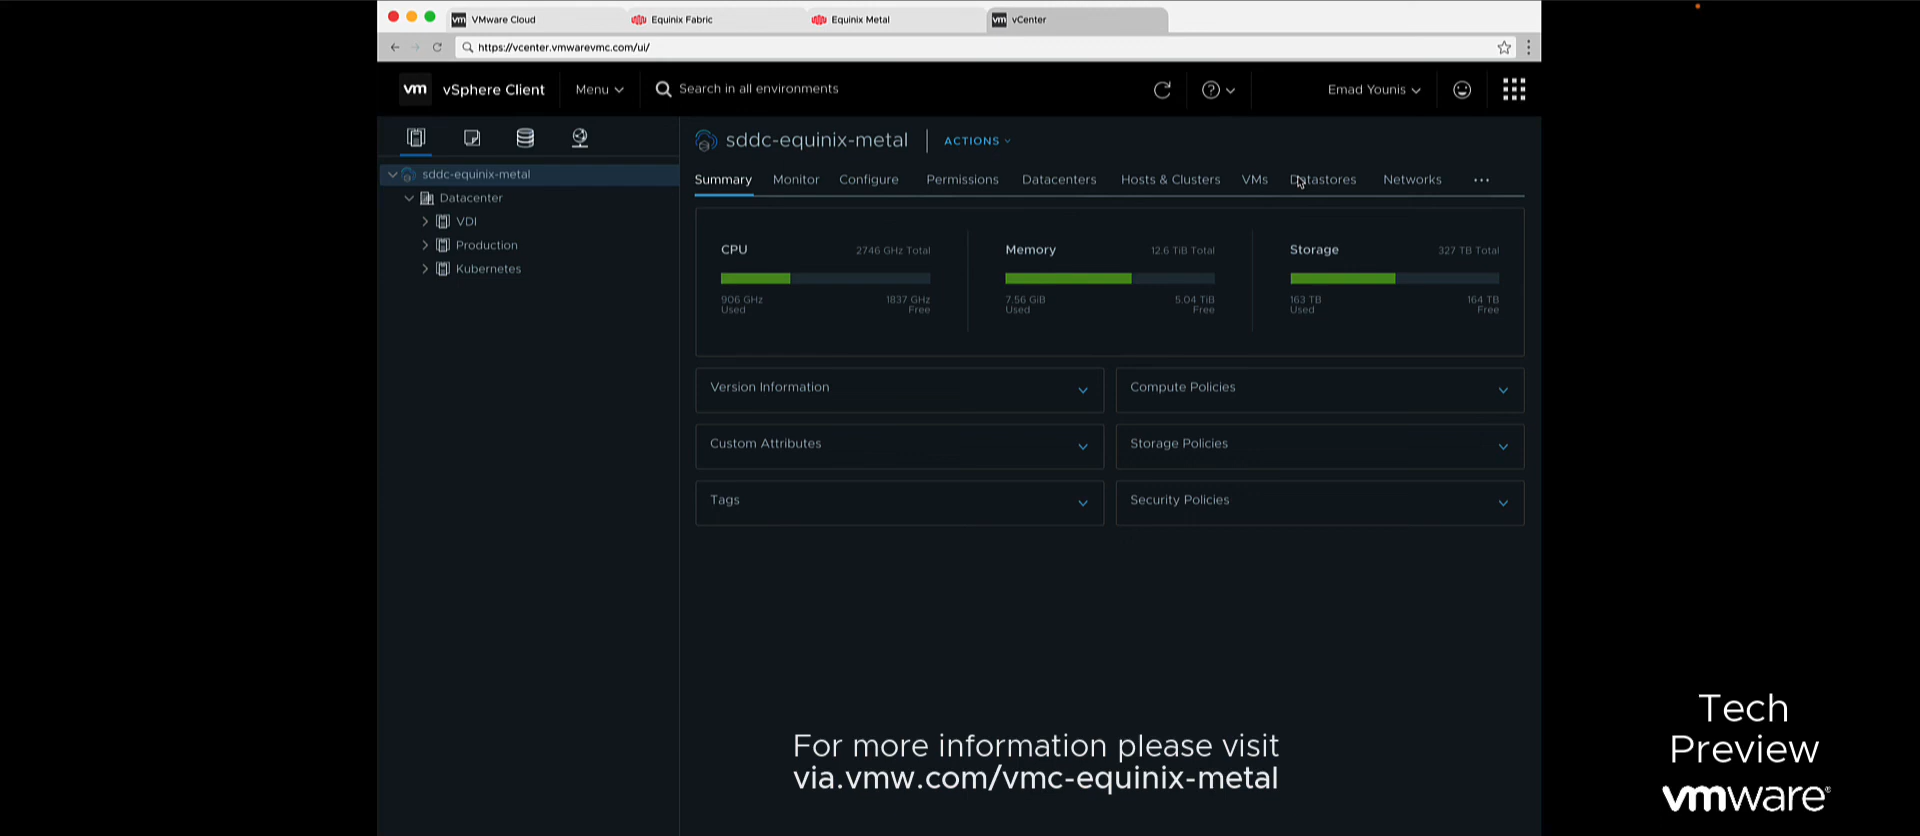 vm VMware Cloud
Equinix Fabric
Equinix Metal
vm vCenter
https://vcenter.vmwarevmc.com/ui/
vm vSphere Client
Menu
Search in all environments
Emad Younis
sddc-equinix-metal
Datacenter
VDI
Production
Kubernetes
sddc-equinix-metal
ACTIONS
Summary Monitor Configure Permissions Datacenters Hosts & Clusters VMs Datastores Networks ...
CPU 2746 GHz Total
906 GHz 1837 GHz
Used Free
Memory 12.6 TiB Total
7.56 GiB 5.04 TiB
Used Free
Storage 327 TB Total
163 TB 164 TB
Used Free
Version Information
Compute Policies
Custom Attributes
Storage Policies
Tags
Security Policies
For more information please visit
via.vmw.com/vmc-equinix-metal
Tech
Preview
vmware®